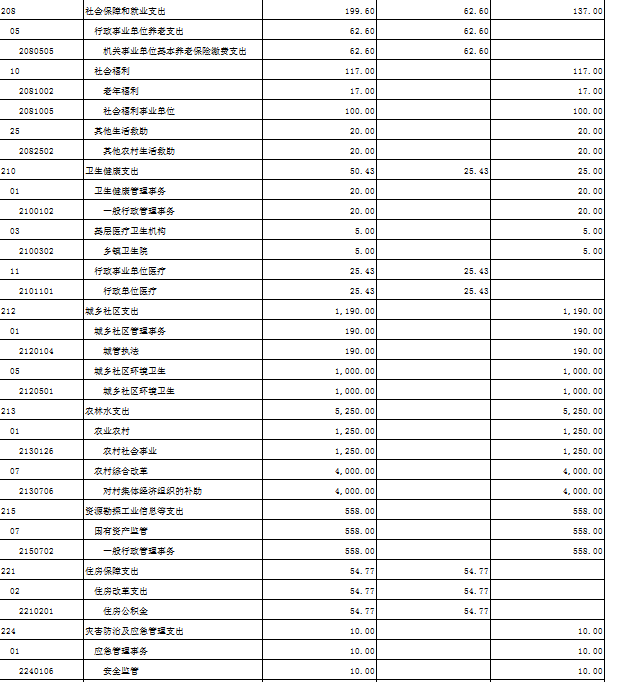 208 社会保障和就业支出 199.60 62.60 137.00
05 行政事业单位养老支出 62.60 62.60
2080505 机关事业单位基本养老保险缴费支出 62.60 62.60
10 社会福利 117.00 117.00
2081002 老年福利 17.00 17.00
2081005 社会福利事业单位 100.00 100.00
25 其他生活救助 20.00 20.00
2082502 其他农村生活救助 20.00 20.00
210 卫生健康支出 50.43 25.43 25.00
01 卫生健康管理事务 20.00 20.00
2100102 一般行政管理事务 20.00 20.00
03 基层医疗卫生机构 5.00 5.00
2100302 乡镇卫生院 5.00 5.00
11 行政事业单位医疗 25.43 25.43
2101101 行政单位医疗 25.43 25.43
212 城乡社区支出 1,190.00 1,190.00
01 城乡社区管理事务 190.00 190.00
2120104 城管执法 190.00 190.00
05 城乡社区环境卫生 1,000.00 1,000.00
2120501 城乡社区环境卫生 1,000.00 1,000.00
213 农林水支出 5,250.00 5,250.00
01 农业农村 1,250.00 1,250.00
2130126 农村社会事业 1,250.00 1,250.00
07 农村综合改革 4,000.00 4,000.00
2130706 对村集体经济组织的补助 4,000.00 4,000.00
215 资源勘探工业信息等支出 558.00 558.00
07 国有资产监管 558.00 558.00
2150702 一般行政管理事务 558.00 558.00
221 住房保障支出 54.77 54.77
02 住房改革支出 54.77 54.77
2210201 住房公积金 54.77 54.77
224 灾害防治及应急管理支出 10.00 10.00
01 应急管理事务 10.00 10.00
2240106 安全监管 10.00 10.00